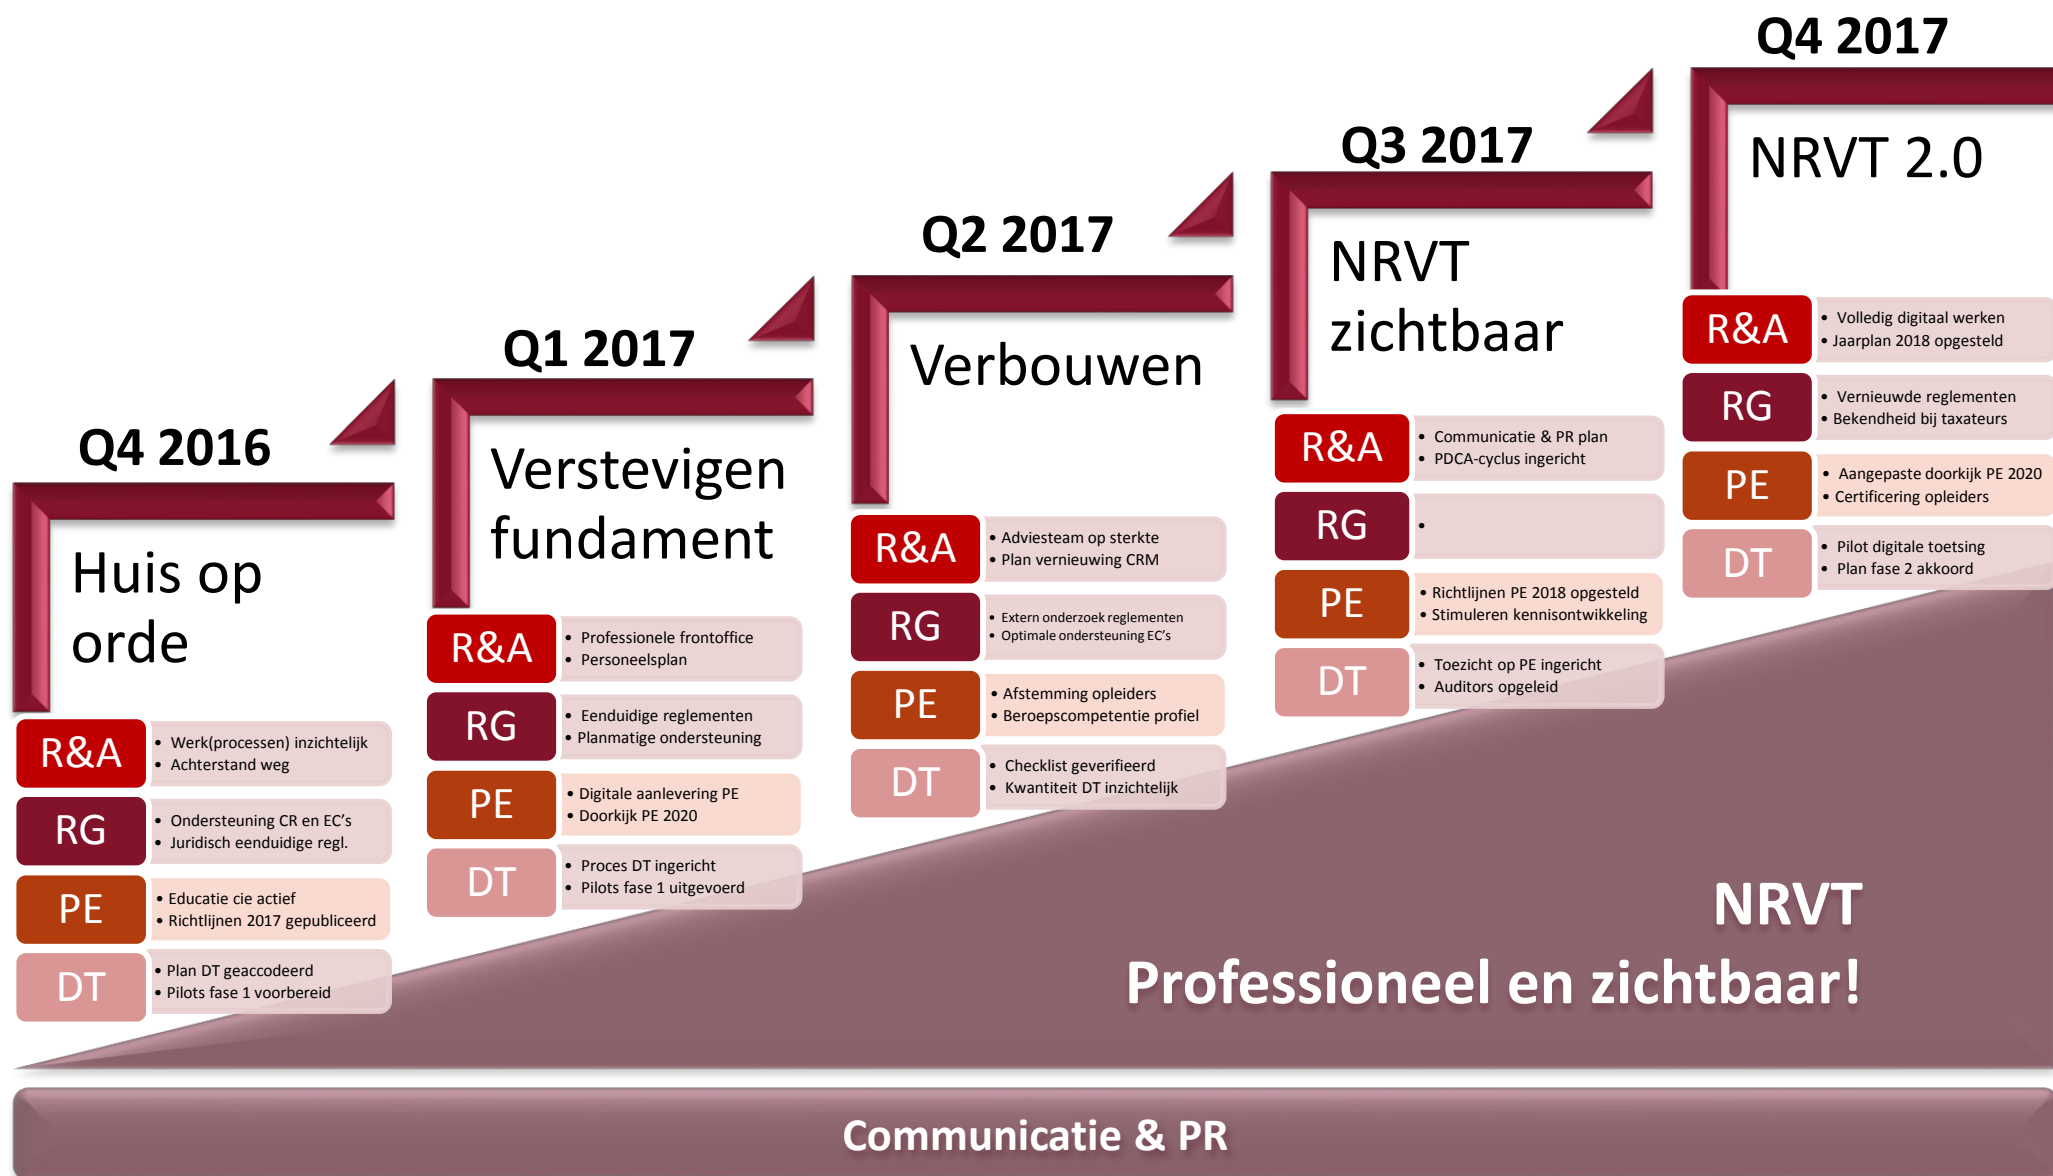 Q4 2016
Huis op
orde
R&A
• Werk(processen) inzichtelijk
• Achterstand weg
RG
• Ondersteuning CR en EC's
• Juridisch eenduidige regl.
PE
• Educatie cie actief
• Richtlijnen 2017 gepubliceerd
DT
• Plan DT geaccodeerd
• Pilots fase 1 voorbereid
Q1 2017
Verstevigen
fundament
R&A
• Professionele frontoffice
• Personeelsplan
RG
• Eenduidige reglementen
• Planmatige ondersteuning
PE
• Digitale aanlevering PE
• Doorkijk PE 2020
DT
• Proces DT ingericht
• Pilots fase 1 uitgevoerd
Q2 2017
Verbouwen
R&A
• Adviesteam op sterkte
• Plan vernieuwing CRM
RG
• Extern onderzoek reglementen
• Optimale ondersteuning EC's
PE
• Afstemming opleiders
• Beroepscompetentie profiel
DT
• Checklist geverifieerd
• Kwantiteit DT inzichtelijk
Q3 2017
NRVT
zichtbaar
R&A
• Communicatie & PR plan
• PDCA-cyclus ingericht
RG
•
PE
• Richtlijnen PE 2018 opgesteld
• Stimuleren kennisontwikkeling
DT
• Toezicht op PE ingericht
• Auditors opgeleid
Q4 2017
NRVT 2.0
R&A
• Volledig digitaal werken
• Jaarplan 2018 opgesteld
RG
• Vernieuwde reglementen
• Bekendheid bij taxateurs
PE
• Aangepaste doorkijk PE 2020
• Certificering opleiders
DT
• Pilot digitale toetsing
• Plan fase 2 akkoord
NRVT
Professioneel en zichtbaar!
Communicatie & PR